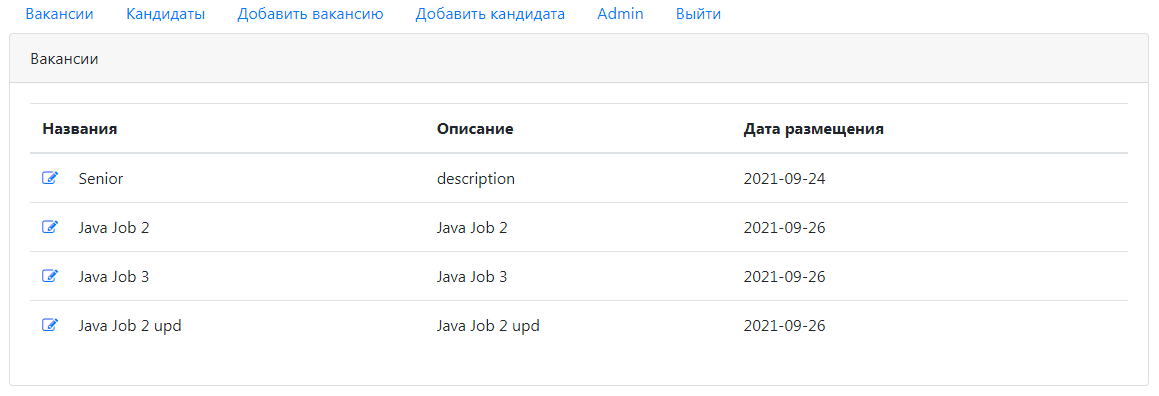 Вакансии Кандидаты Добавить вакансию Добавить кандидата Admin Выйти
Вакансии
Названия Описание Дата размещения
Senior description 2021-09-24
Java Job 2 Java Job 2 2021-09-26
Java Job 3 Java Job 3 2021-09-26
Java Job 2 upd Java Job 2 upd 2021-09-26